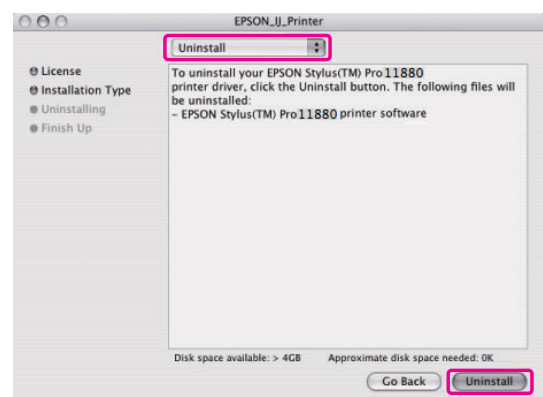 EPSON_IJ_Printer
Uninstall
License
Installation Type
Uninstalling
Finish Up
To uninstall your EPSON Stylus(TM) Pro11880
printer driver, click the Uninstall button. The following files will
be uninstalled:
– EPSON Stylus(TM) Pro11880 printer software
Disk space available: > 4GB Approximate disk space needed: 0K
Go Back Uninstall